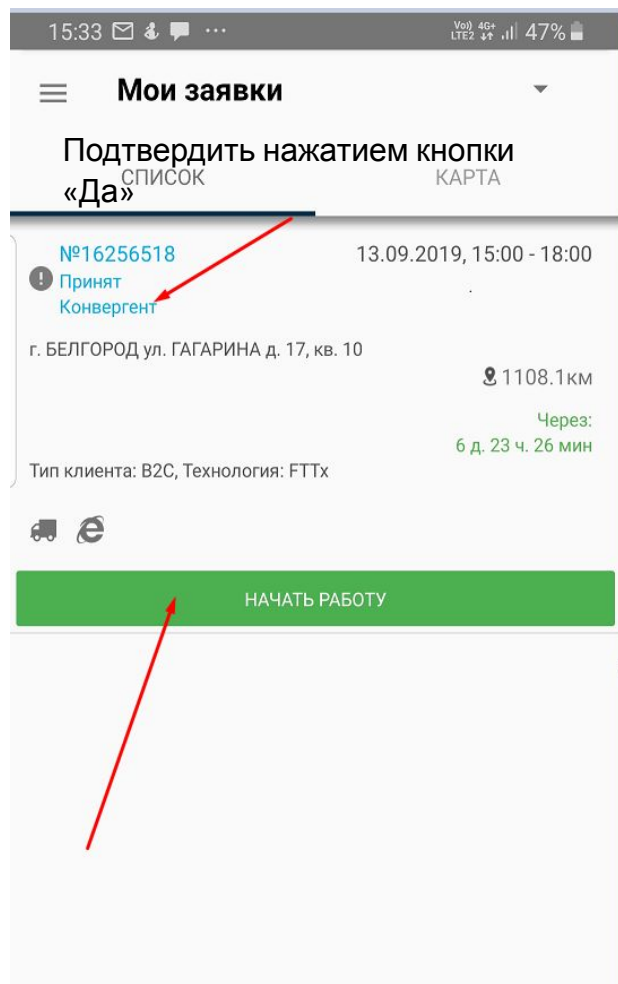 15:33 ... Vo)) 4G+ LTE2 47%
Мои заявки
Подтвердить нажатием кнопки
«Да»
СПИСОК КАРТА
№16256518 13.09.2019, 15:00 - 18:00
Принят
Конвергент
г. БЕЛГОРОД ул. ГАГАРИНА д. 17, кв. 10
1108.1км
Через:
6 д. 23 ч. 26 мин
Тип клиента: B2C, Технология: FTTx
НАЧАТЬ РАБОТУ